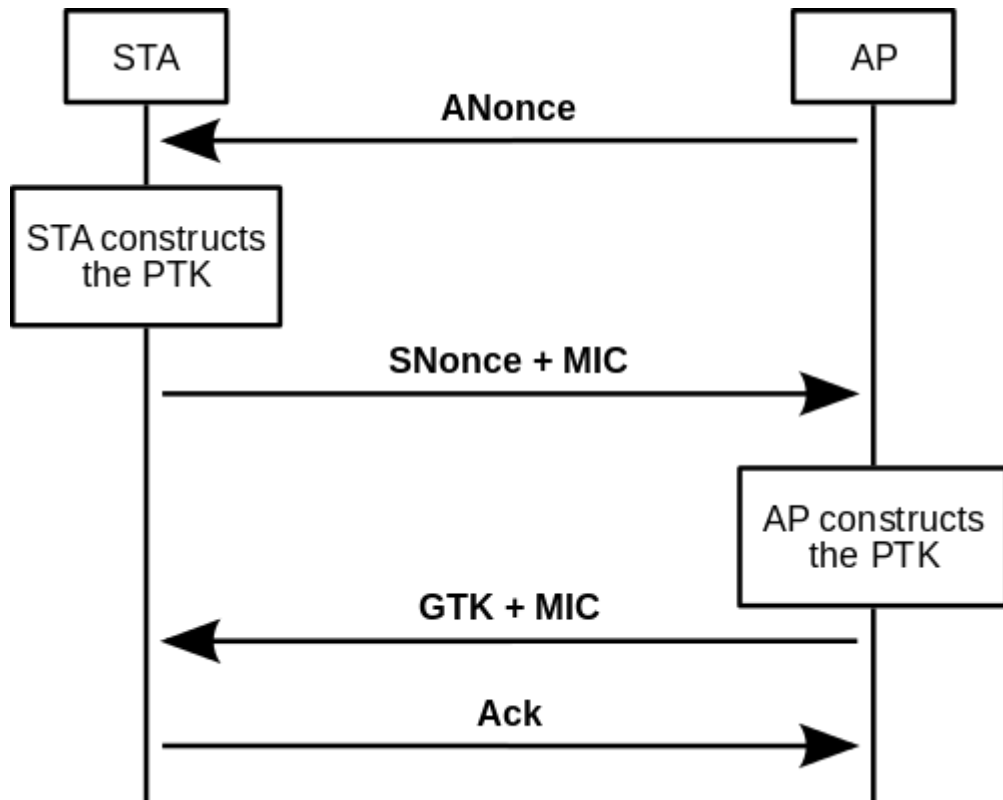 STA
AP
ANonce
STA constructs
the PTK
SNonce + MIC
AP constructs
the PTK
GTK + MIC
Ack